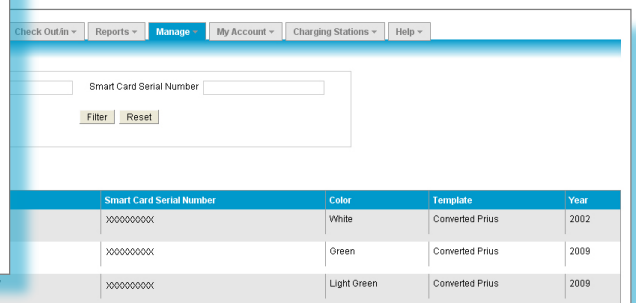 Check Out/in Reports Manage My Account Charging Stations Help
Smart Card Serial Number
Filter Reset
Smart Card Serial Number Color Template Year
XXXXXXXXX White Converted Prius 2002
XXXXXXXXX Green Converted Prius 2009
XXXXXXXXX Light Green Converted Prius 2009